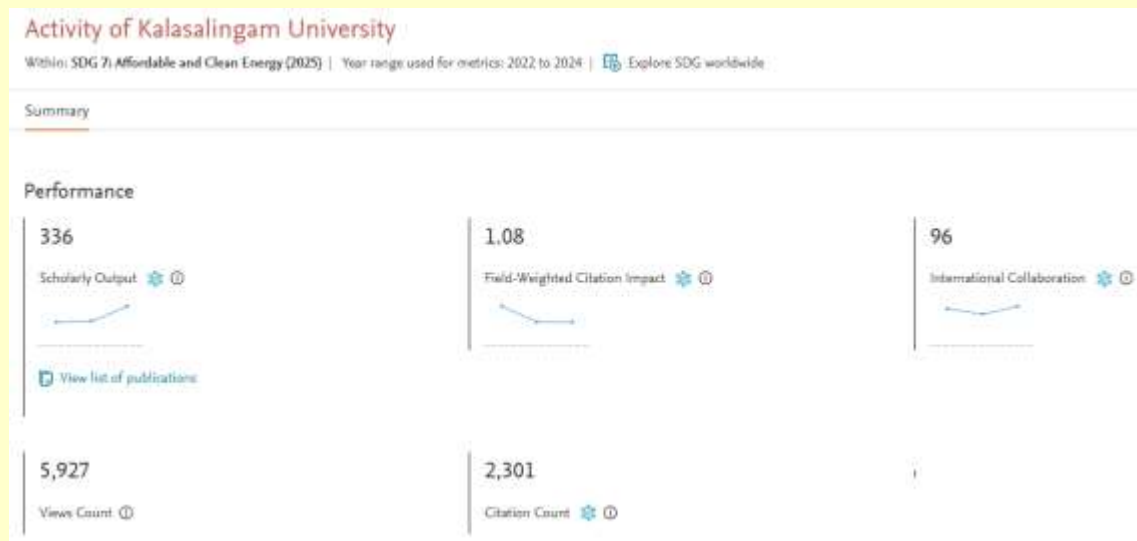 Activity of Kalasalingam University
Within: SDG 7: Affordable and Clean Energy (2025) | Year range used for metrics: 2022 to 2024 | Explore SDG worldwide
Summary
Performance
336
Scholarly Output
View list of publications
1.08
Field-Weighted Citation Impact
96
International Collaboration
5,927
Views Count
2,301
Citation Count